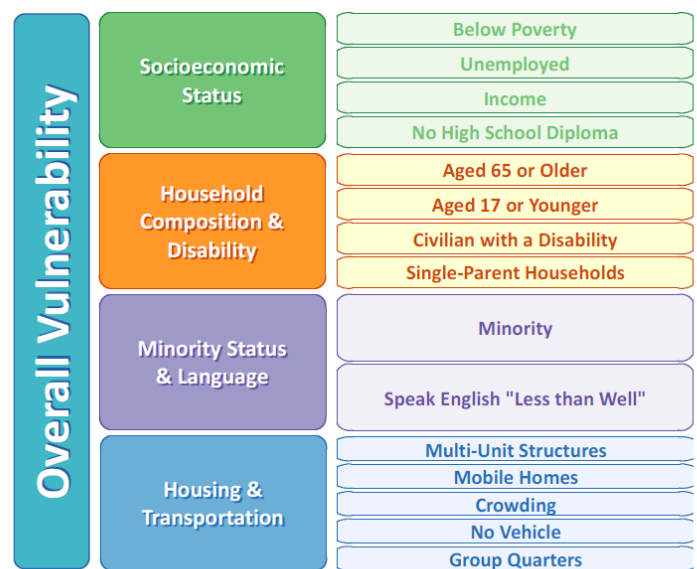 Overall Vulnerability
Socioeconomic
Status
Below Poverty
Unemployed
Income
No High School Diploma
Household
Composition &
Disability
Aged 65 or Older
Aged 17 or Younger
Civilian with a Disability
Single-Parent Households
Minority Status
& Language
Minority
Speak English "Less than Well"
Housing &
Transportation
Multi-Unit Structures
Mobile Homes
Crowding
No Vehicle
Group Quarters